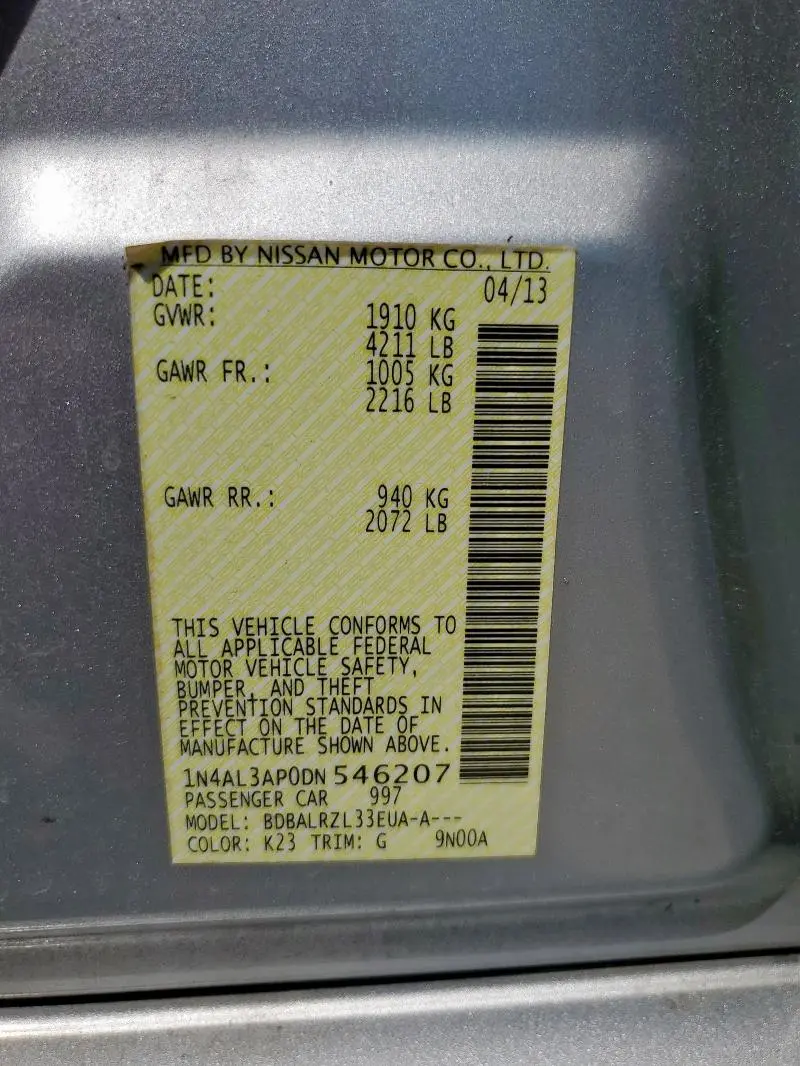 MFD BY NISSAN MOTOR CO., LTD.
DATE: 04/13
GVWR: 1910 KG
4211 LB
GAWR FR.: 1005 KG
2216 LB
GAWR RR.: 940 KG
2072 LB
THIS VEHICLE CONFORMS TO
ALL APPLICABLE FEDERAL
MOTOR VEHICLE SAFETY,
BUMPER, AND THEFT
PREVENTION STANDARDS IN
EFFECT ON THE DATE OF
MANUFACTURE SHOWN ABOVE.
1N4AL3AP0DN 546207
PASSENGER CAR 997
MODEL: BDBALRZL33EUA-A---
COLOR: K23 TRIM: G 9N00A